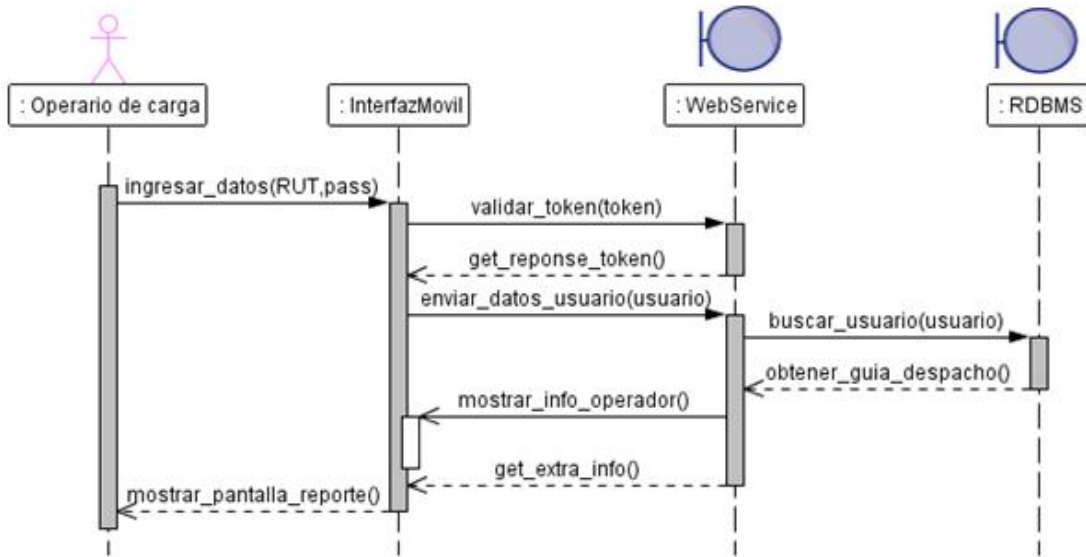 : Operario de carga
: InterfazMovil
: WebService
: RDBMS
ingresar_datos(RUT,pass)
validar_token(token)
get_reponse_token()
enviar_datos_usuario(usuario)
buscar_usuario(usuario)
obtener_guia_despacho()
mostrar_info_operador()
get_extra_info()
mostrar_pantalla_reporte()